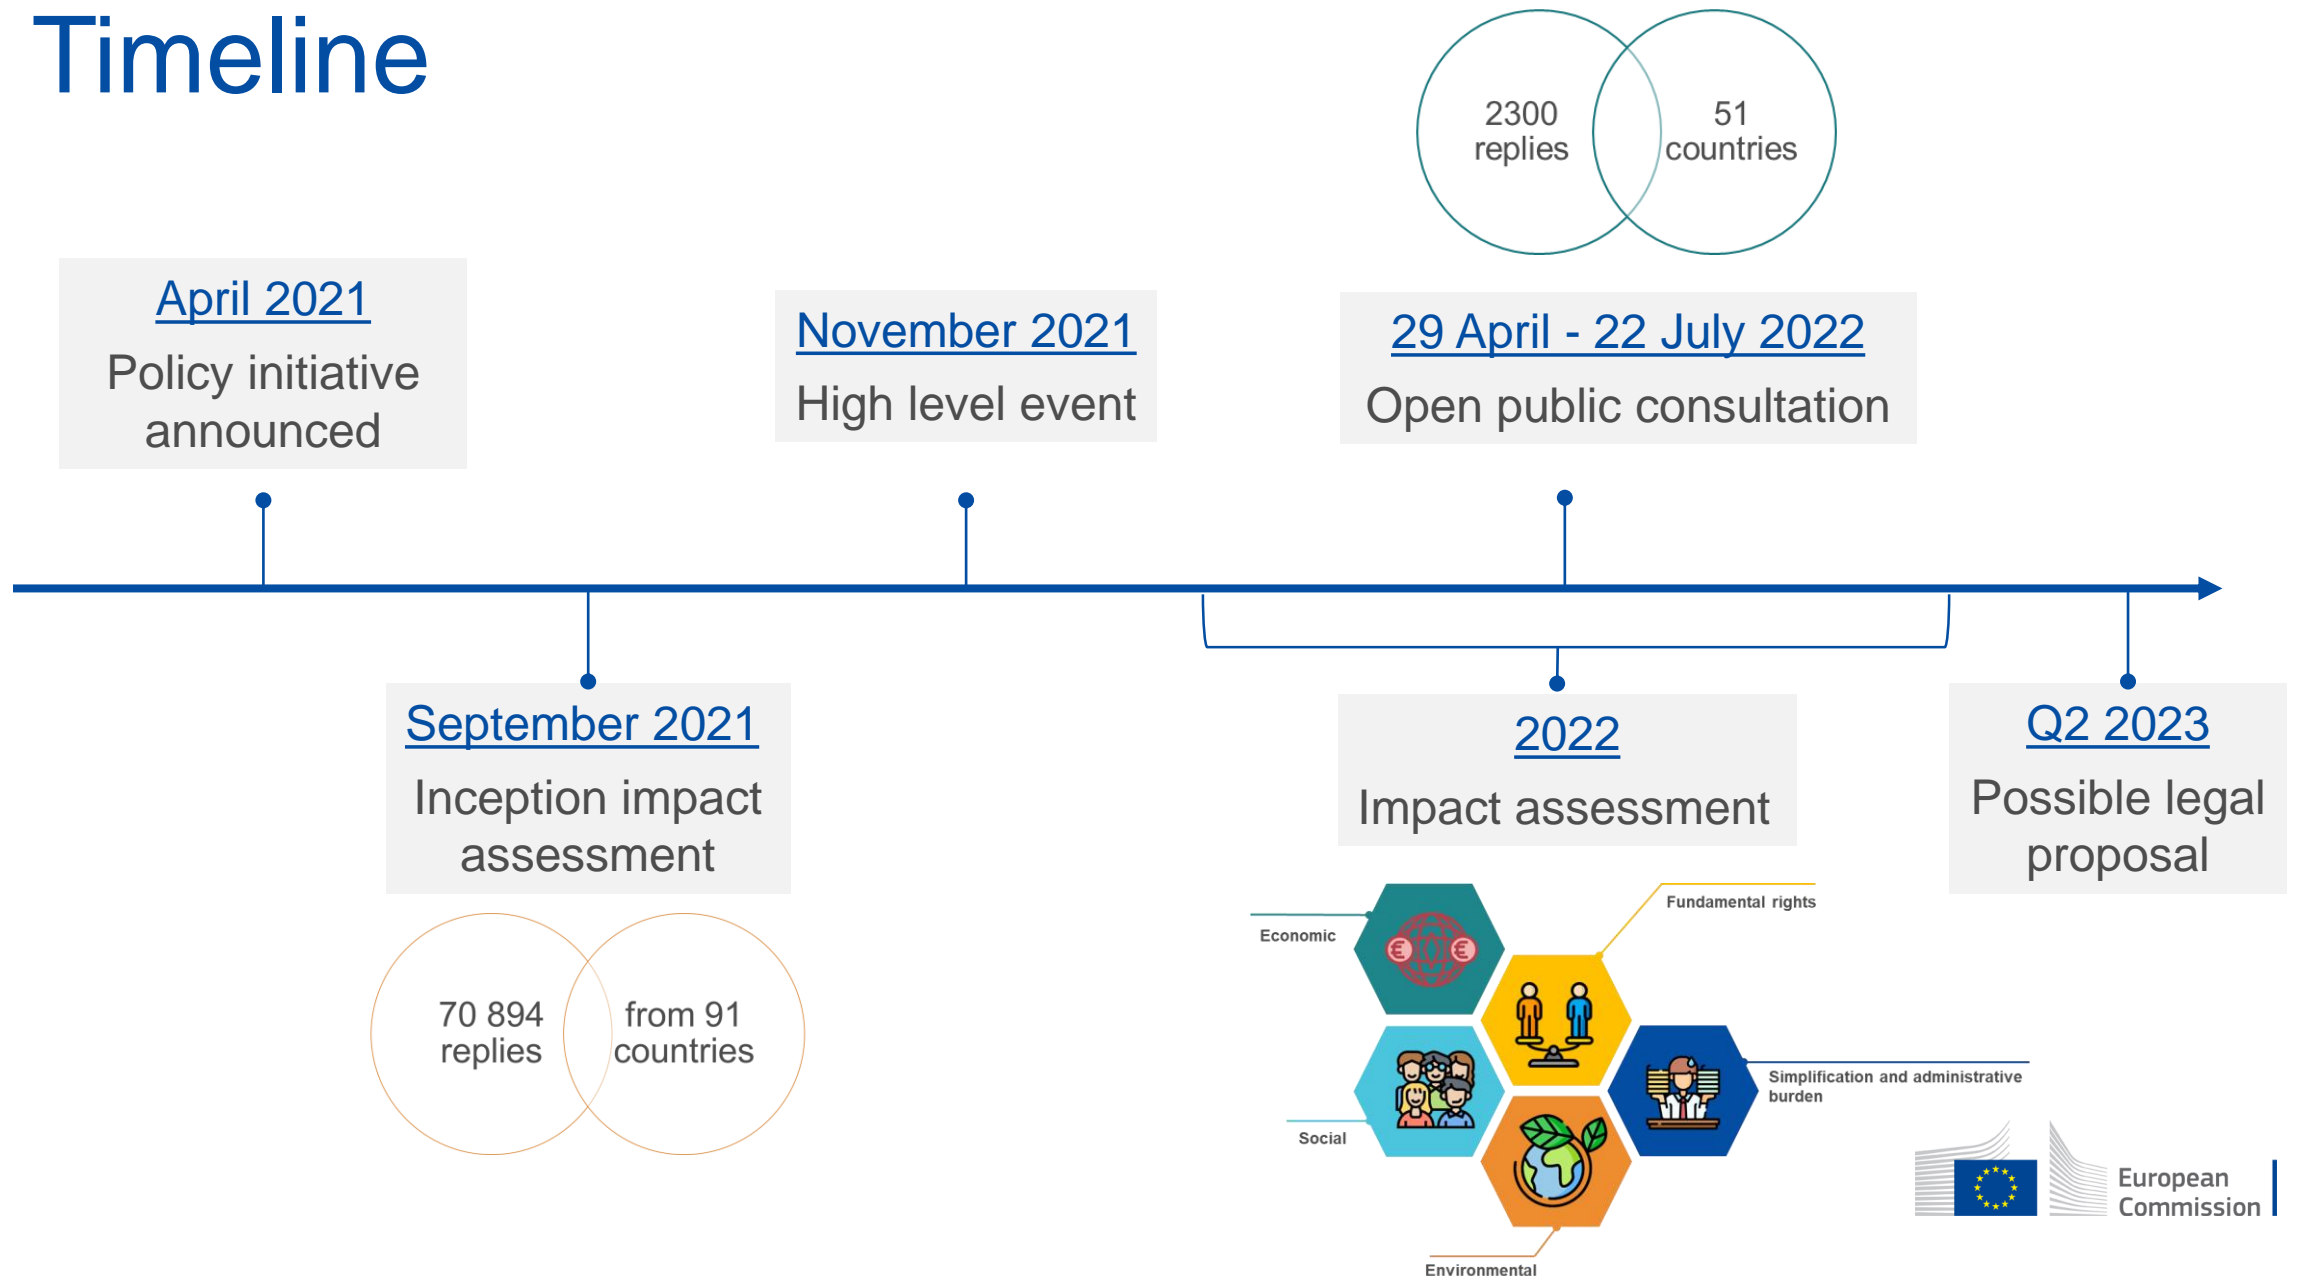 Timeline
2300
replies
51
countries
April 2021
Policy initiative
announced
November 2021
High level event
29 April - 22 July 2022
Open public consultation
September 2021
Inception impact
assessment
70 894
replies
from 91
countries
2022
Impact assessment
Q2 2023
Possible legal
proposal
Economic
Fundamental rights
Social
Simplification and administrative
burden
Environmental
European
Commission